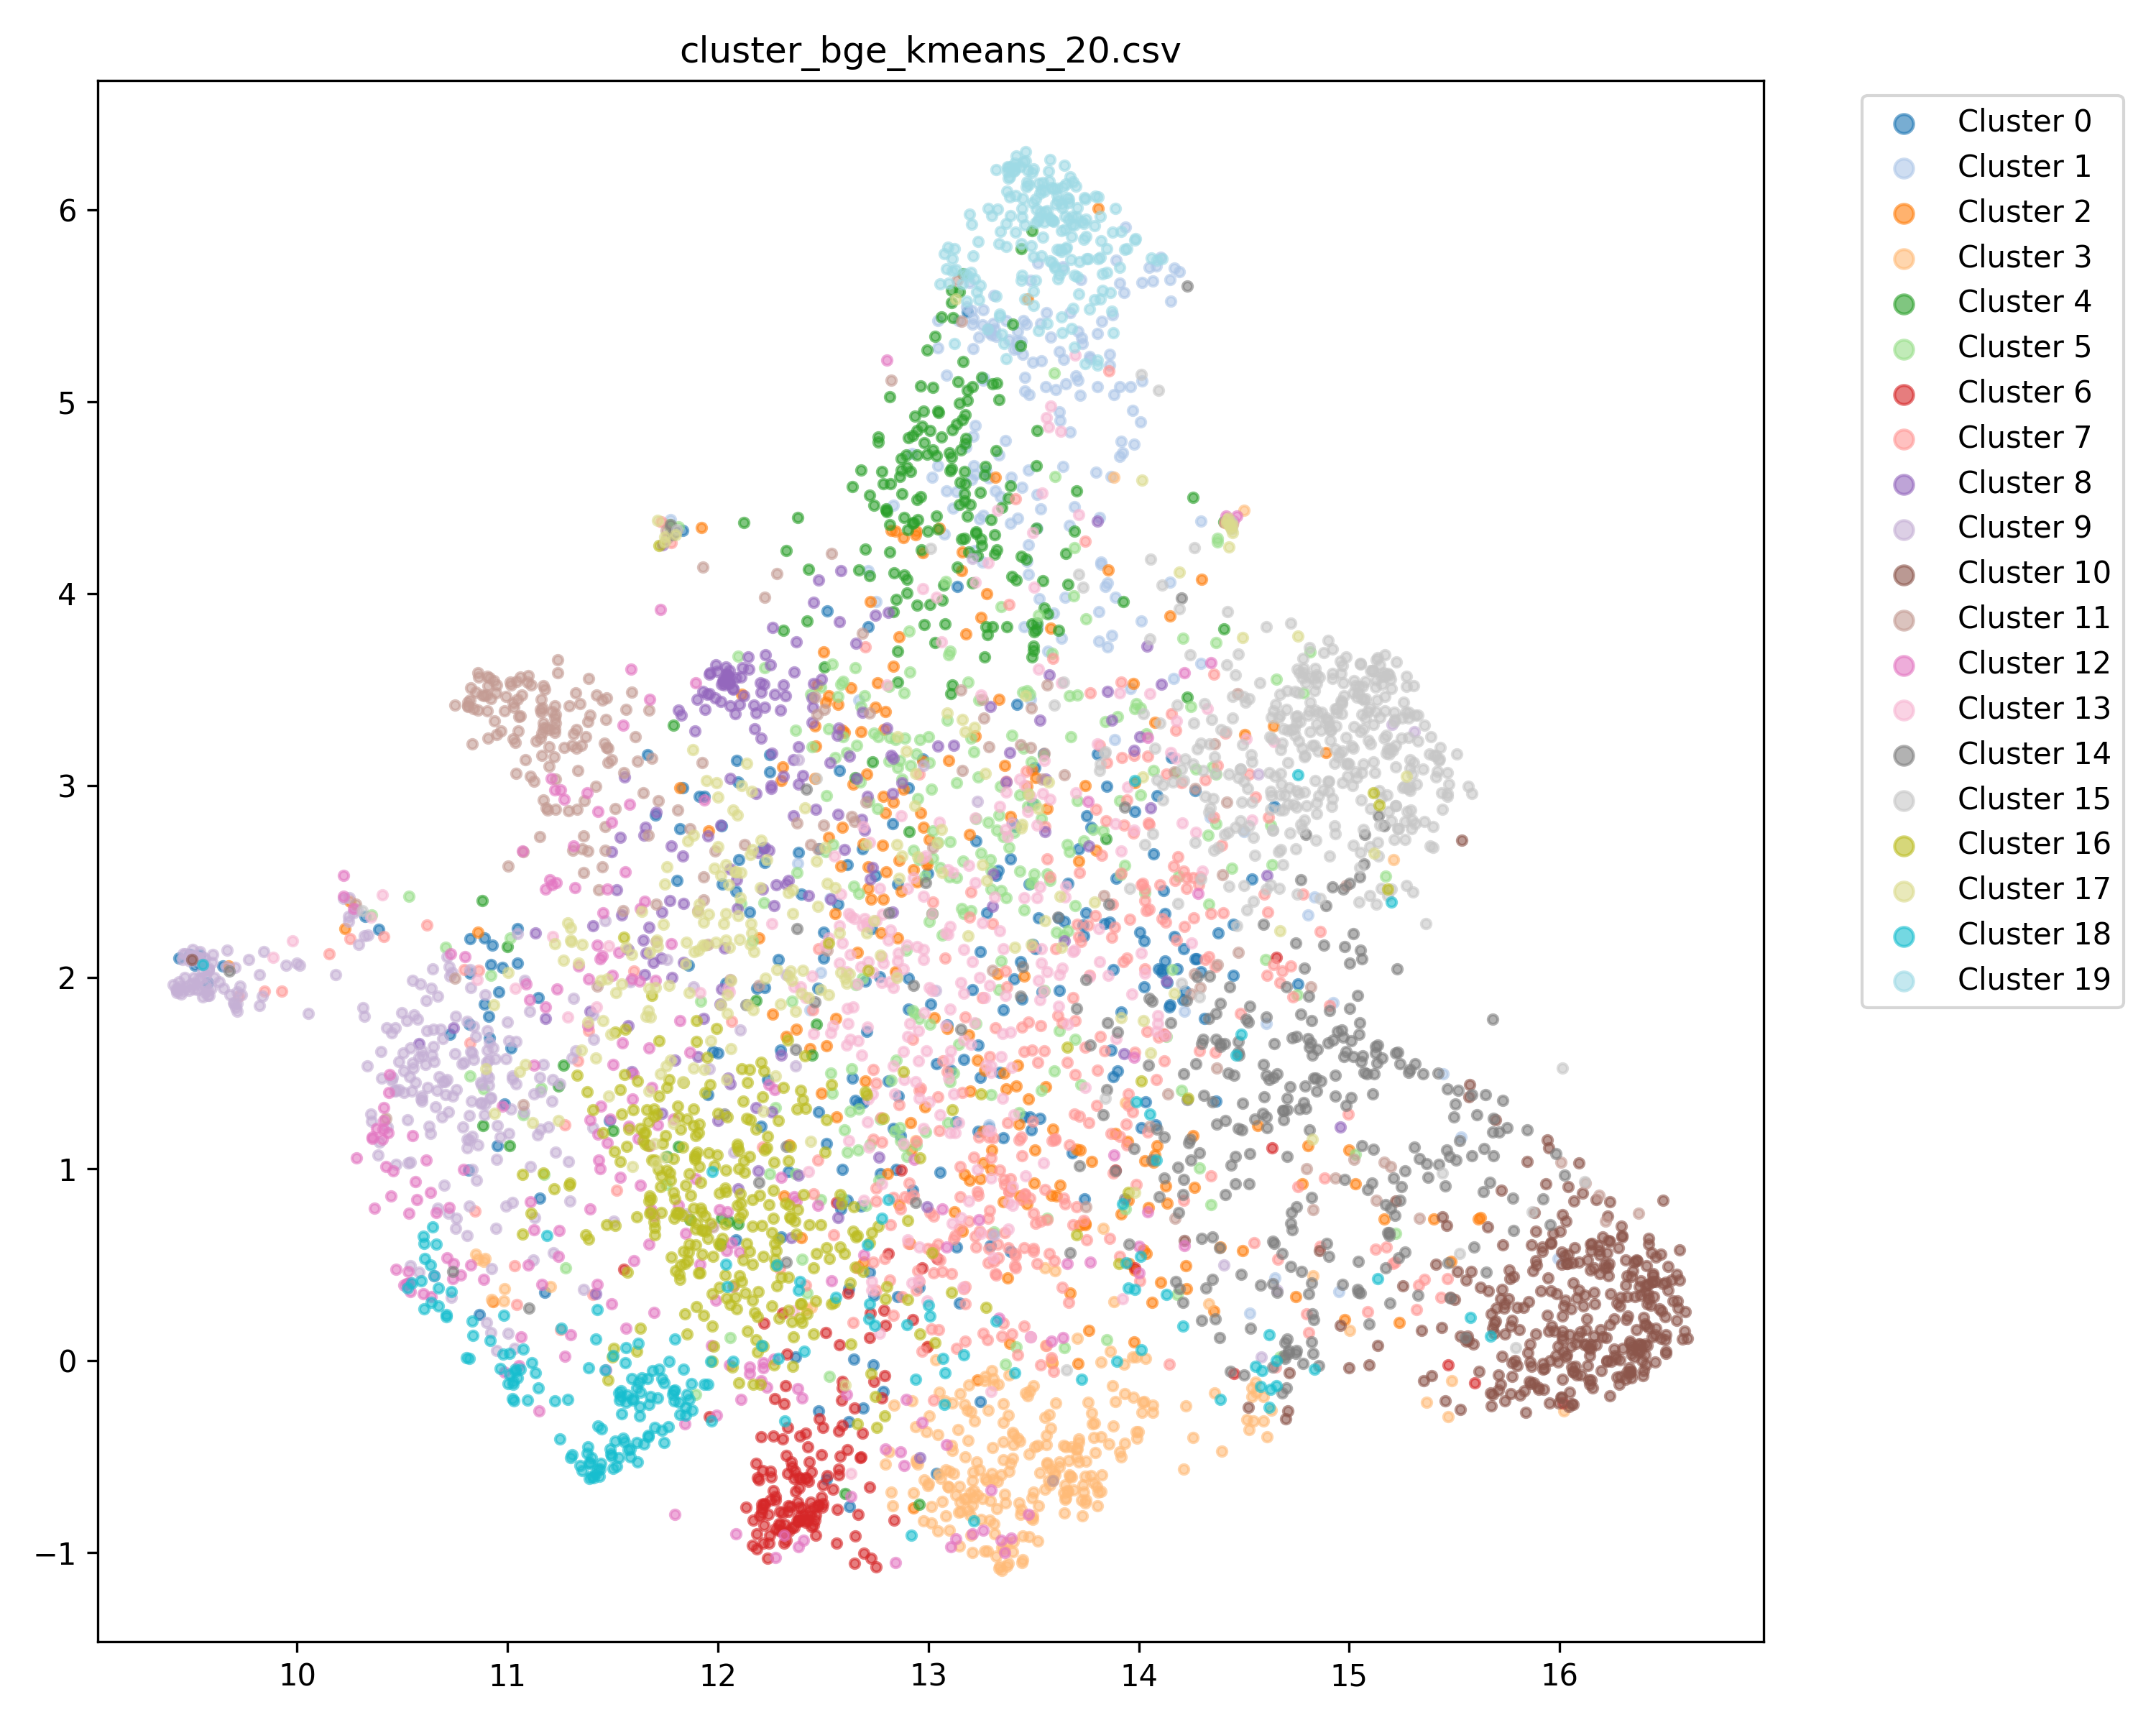 cluster_bge_kmeans_20.csv
6
5
4
3
2
1
0
−1
10 11 12 13 14 15 16
Cluster 0
Cluster 1
Cluster 2
Cluster 3
Cluster 4
Cluster 5
Cluster 6
Cluster 7
Cluster 8
Cluster 9
Cluster 10
Cluster 11
Cluster 12
Cluster 13
Cluster 14
Cluster 15
Cluster 16
Cluster 17
Cluster 18
Cluster 19